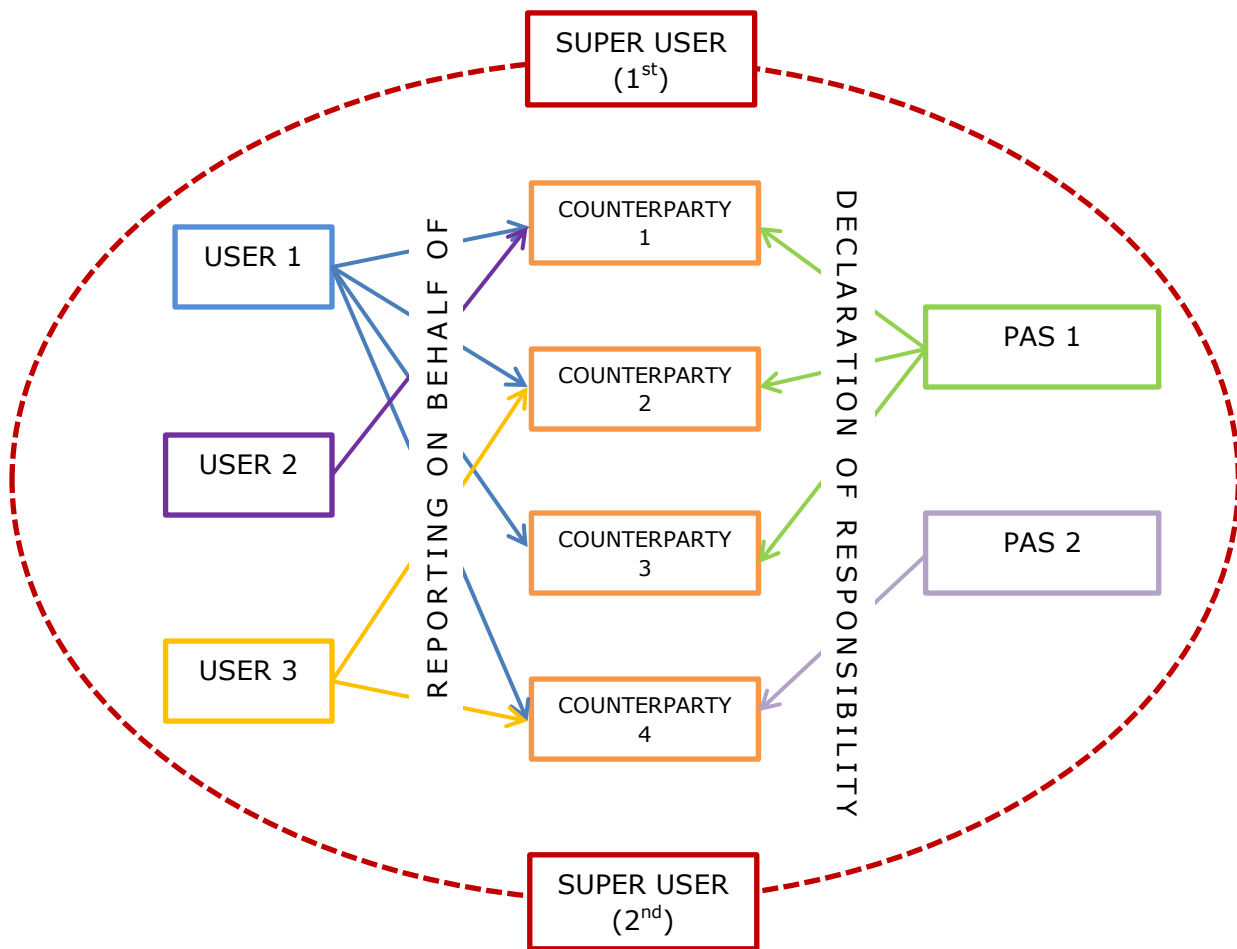 SUPER USER
(1st)
USER 1
USER 2
USER 3
REPORTING ON BEHALF OF
COUNTERPARTY
1
COUNTERPARTY
2
COUNTERPARTY
3
COUNTERPARTY
4
DECLARATION OF RESPONSIBILITY
PAS 1
PAS 2
SUPER USER
(2nd)